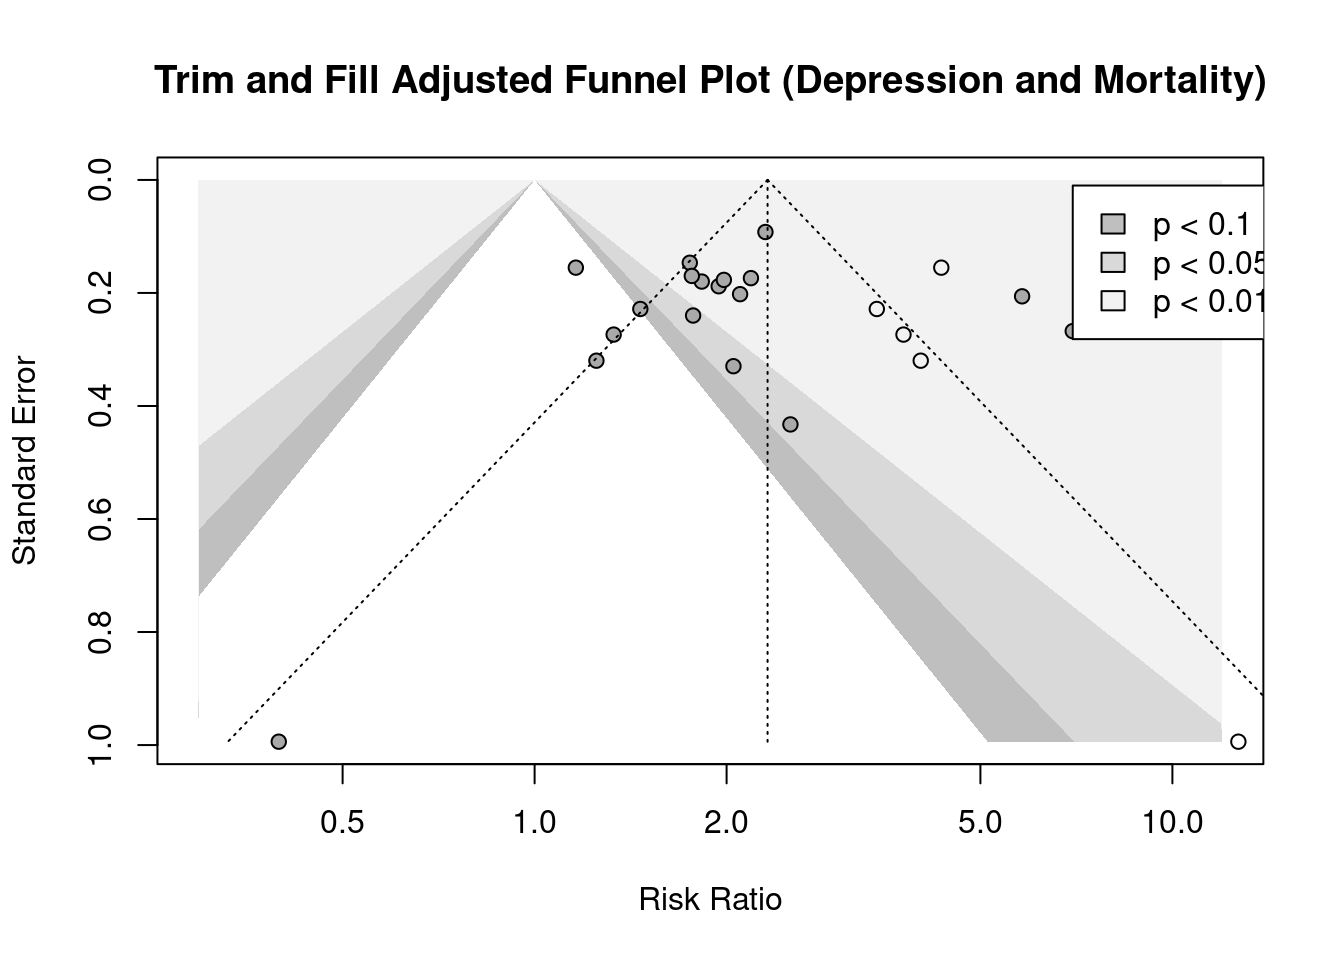 Trim and Fill Adjusted Funnel Plot (Depression and Mortality)
0.0
0.2
0.4
0.6
0.8
1.0
Standard Error
p < 0.1
p < 0.05
p < 0.01
0.5 1.0 2.0 5.0 10.0
Risk Ratio